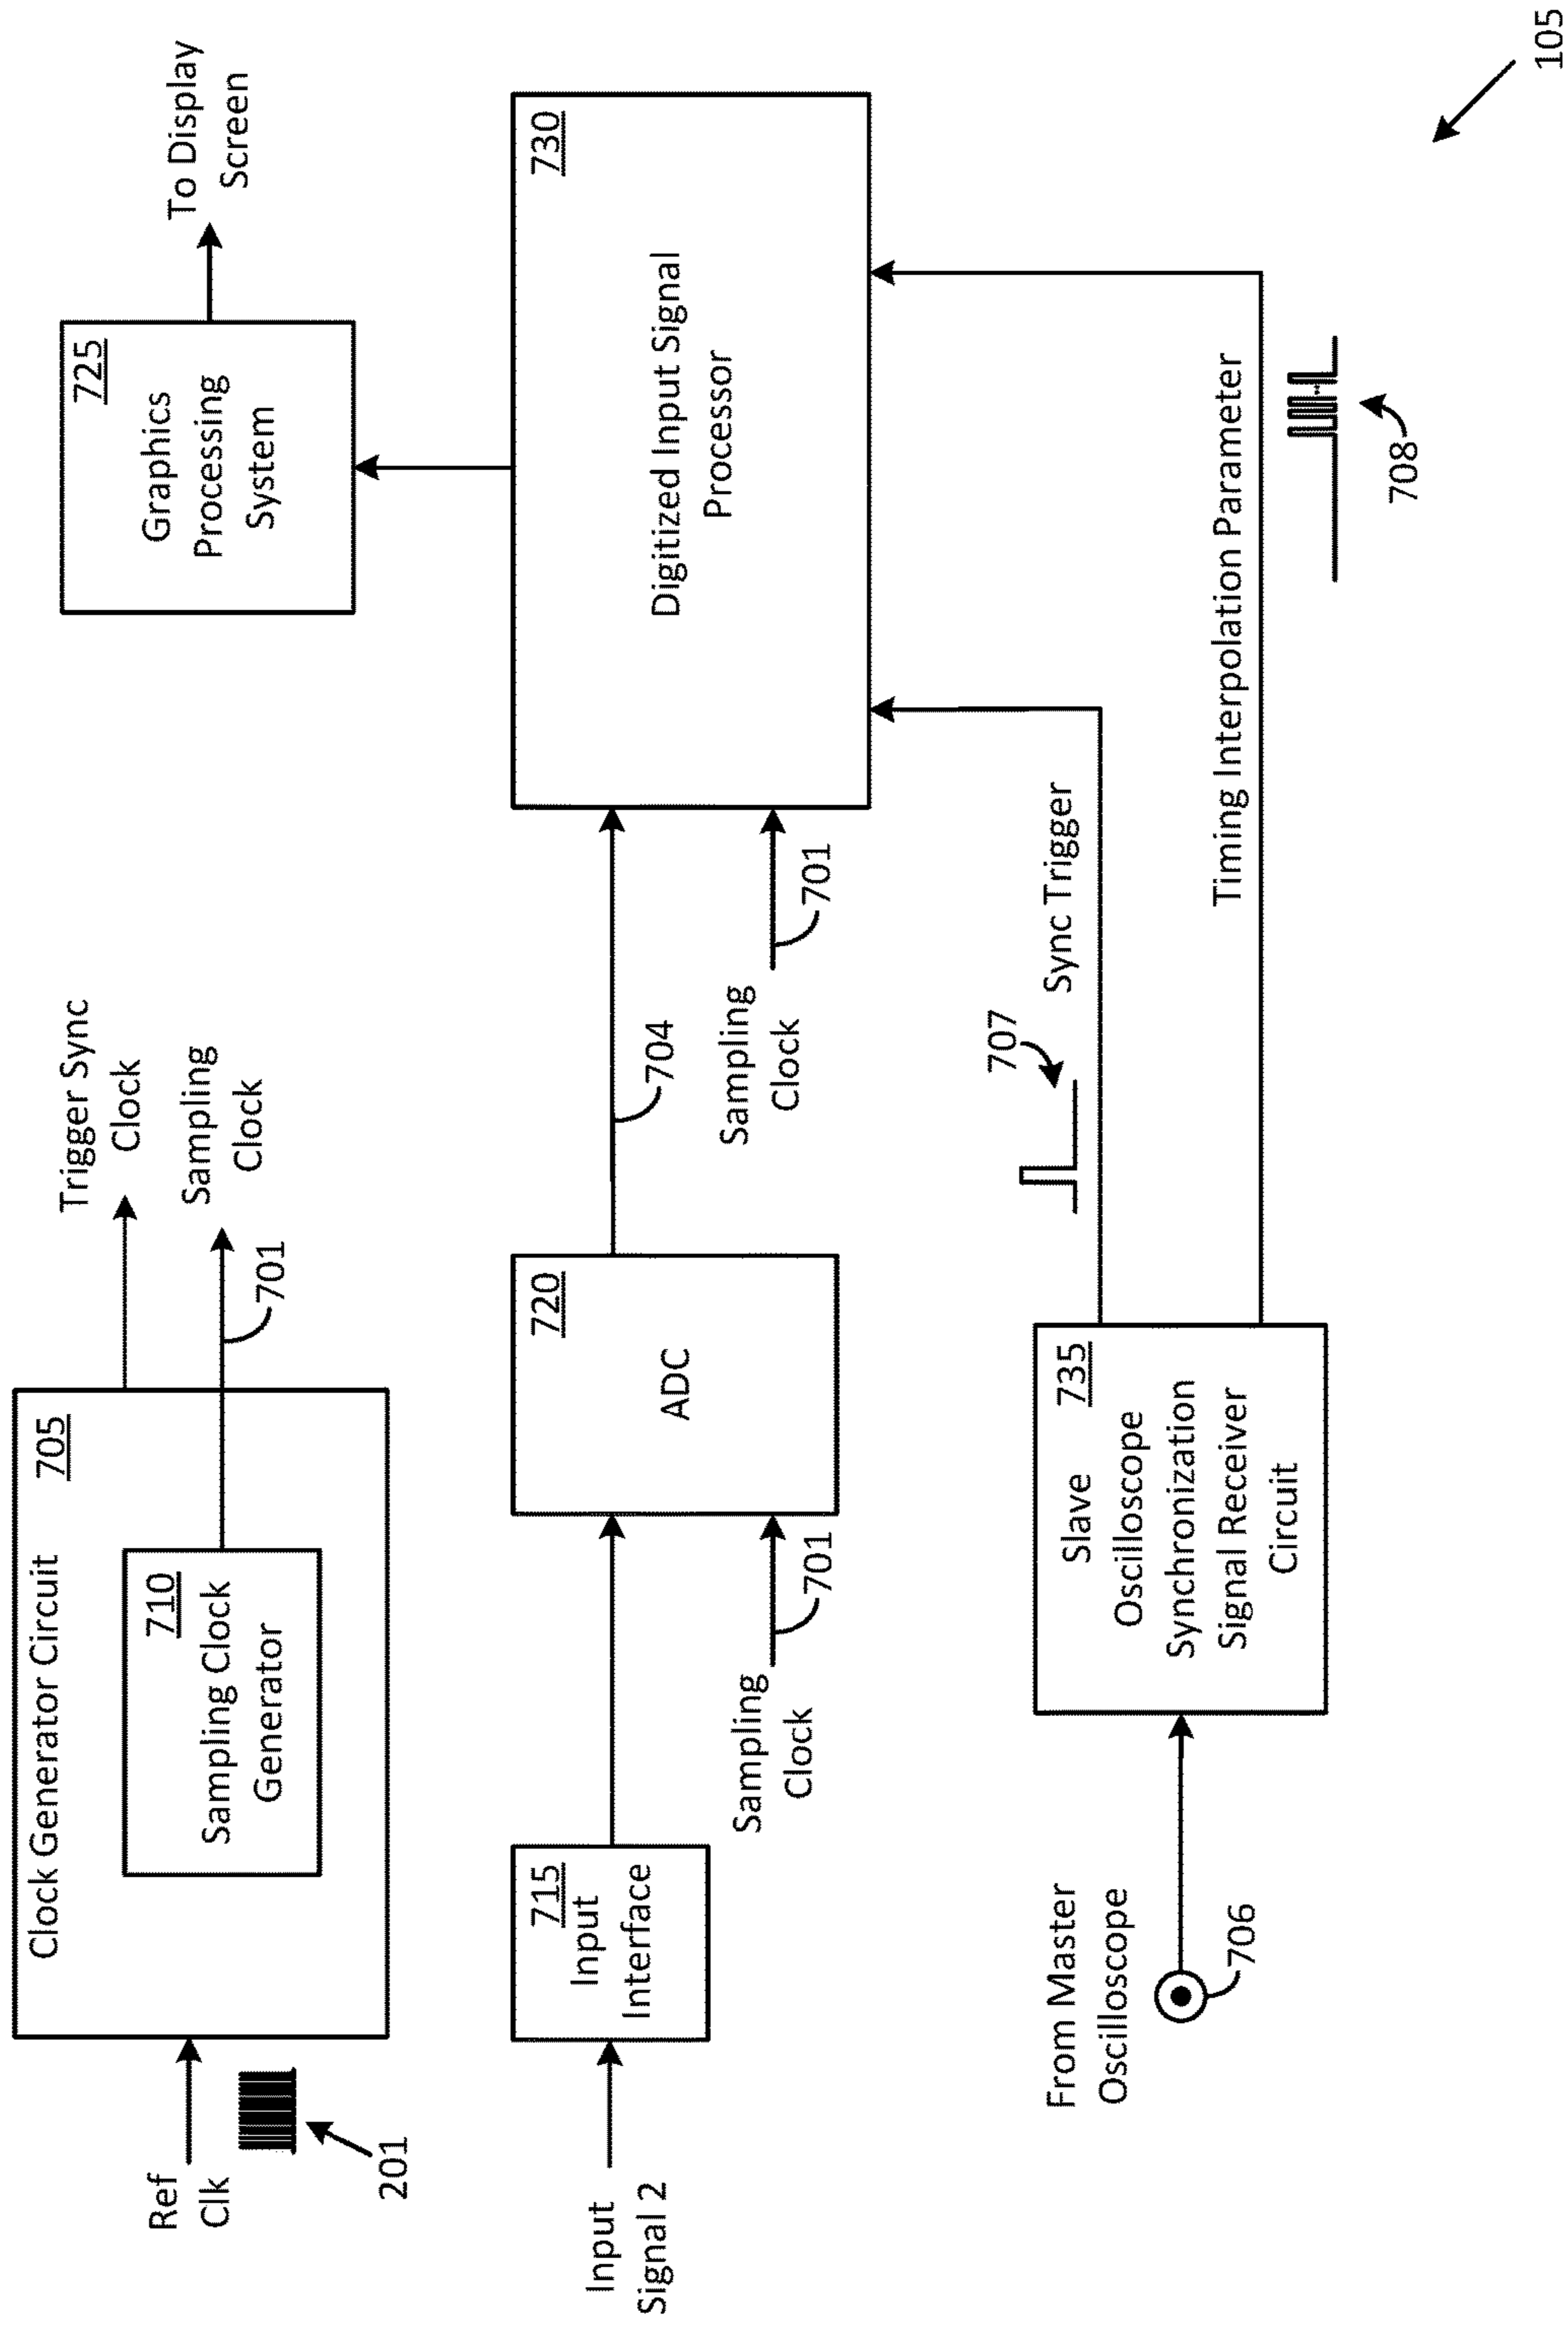 Clock Generator Circuit
705
710
Sampling Clock
Generator
Ref
Clk
201
Trigger Sync
Clock
Sampling
Clock
701
725
Graphics
Processing
System
To Display
Screen
Input
Signal 2
715
Input
Interface
720
ADC
Sampling
Clock
701
704
Sampling
Clock
701
730
Digitized Input Signal
Processor
From Master
Oscilloscope
706
735
Slave
Oscilloscope
Synchronization
Signal Receiver
Circuit
707
Sync Trigger
Timing Interpolation Parameter
708
105